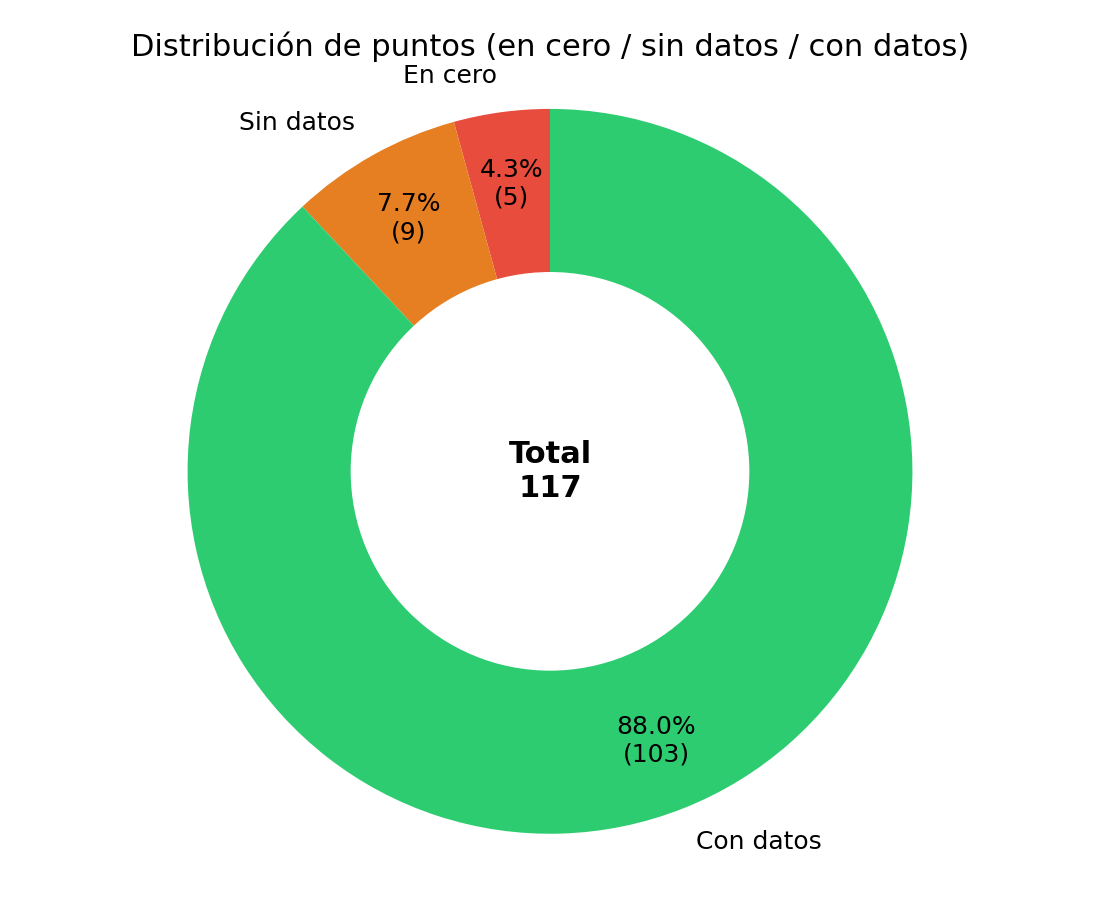 Distribución de puntos (en cero / sin datos / con datos)
En cero
Sin datos
4.3%
(5)
7.7%
(9)
Total
117
88.0%
(103)
Con datos